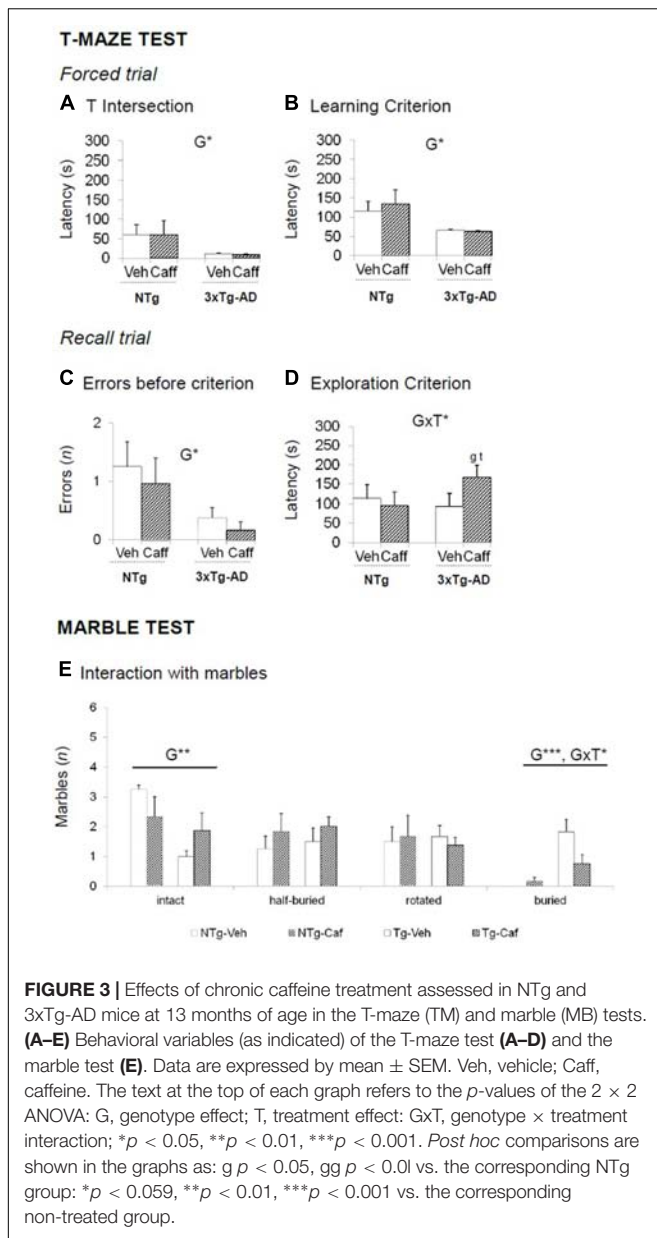 T-MAZE TEST
Forced trial
A T Intersection
B Learning Criterion
G*
G*
Latency (s)
300
250
200
150
100
50
0
Veh Caff Veh Caff
NTg 3xTg-AD
Latency (s)
300
250
200
150
100
50
0
Veh Caff Veh Caff
NTg 3xTg-AD
Recall trial
C Errors before criterion
D Exploration Criterion
G*
GxT*
Errors (n)
2
1
0
Veh Caff Veh Caff
NTg 3xTg-AD
Latency (s)
300
250
200
150
100
50
0
g t
Veh Caff Veh Caff
NTg 3xTg-AD
MARBLE TEST
E Interaction with marbles
Marbles (n)
6
5
4
3
2
1
0
G**
G***, GxT*
intact half-buried rotated buried
NTg-Veh NTg-Caf Tg-Veh Tg-Caf
FIGURE 3 | Effects of chronic caffeine treatment assessed in NTg and
3xTg-AD mice at 13 months of age in the T-maze (TM) and marble (MB) tests.
(A–E) Behavioral variables (as indicated) of the T-maze test (A–D) and the
marble test (E). Data are expressed by mean ± SEM. Veh, vehicle; Caff,
caffeine. The text at the top of each graph refers to the p-values of the 2 × 2
ANOVA: G, genotype effect; T, treatment effect: GxT, genotype × treatment
interaction; *p < 0.05, **p < 0.01, ***p < 0.001. Post hoc comparisons are
shown in the graphs as: g p < 0.05, gg p < 0.0l vs. the corresponding NTg
group: *p < 0.059, **p < 0.01, ***p < 0.001 vs. the corresponding
non-treated group.